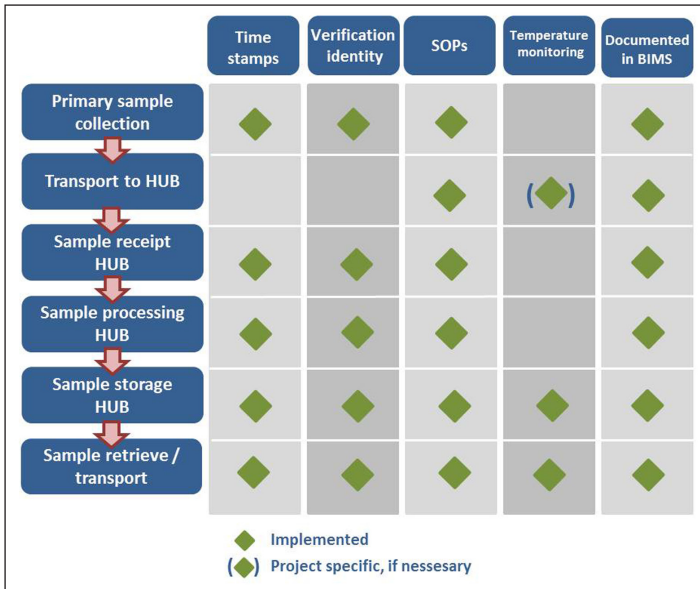 Time
stamps
Verification
identity
SOPs
Temperature
monitoring
Documented
in BIMS
Primary sample
collection
Transport to HUB
Sample receipt
HUB
Sample processing
HUB
Sample storage
HUB
Sample retrieve /
transport
Implemented
Project specific, if nessesary